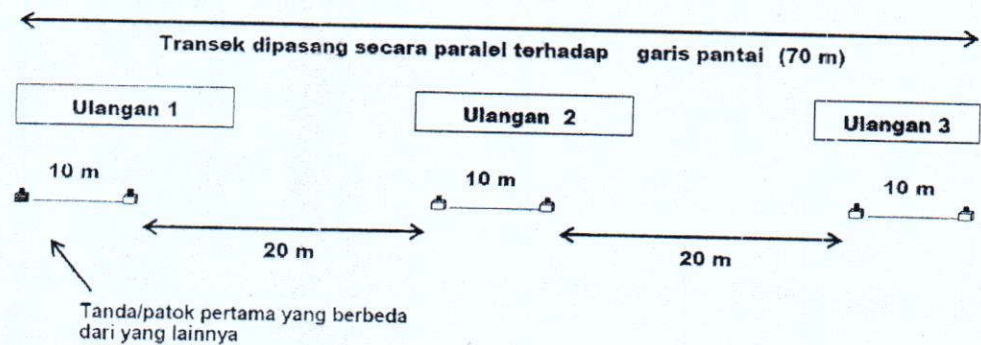 Transek dipasang secara paralel terhadap garis pantai (70 m)
Ulangan 1
Ulangan 2
Ulangan 3
10 m
10 m
10 m
20 m
20 m
Tanda/patok pertama yang berbeda
dari yang lainnya